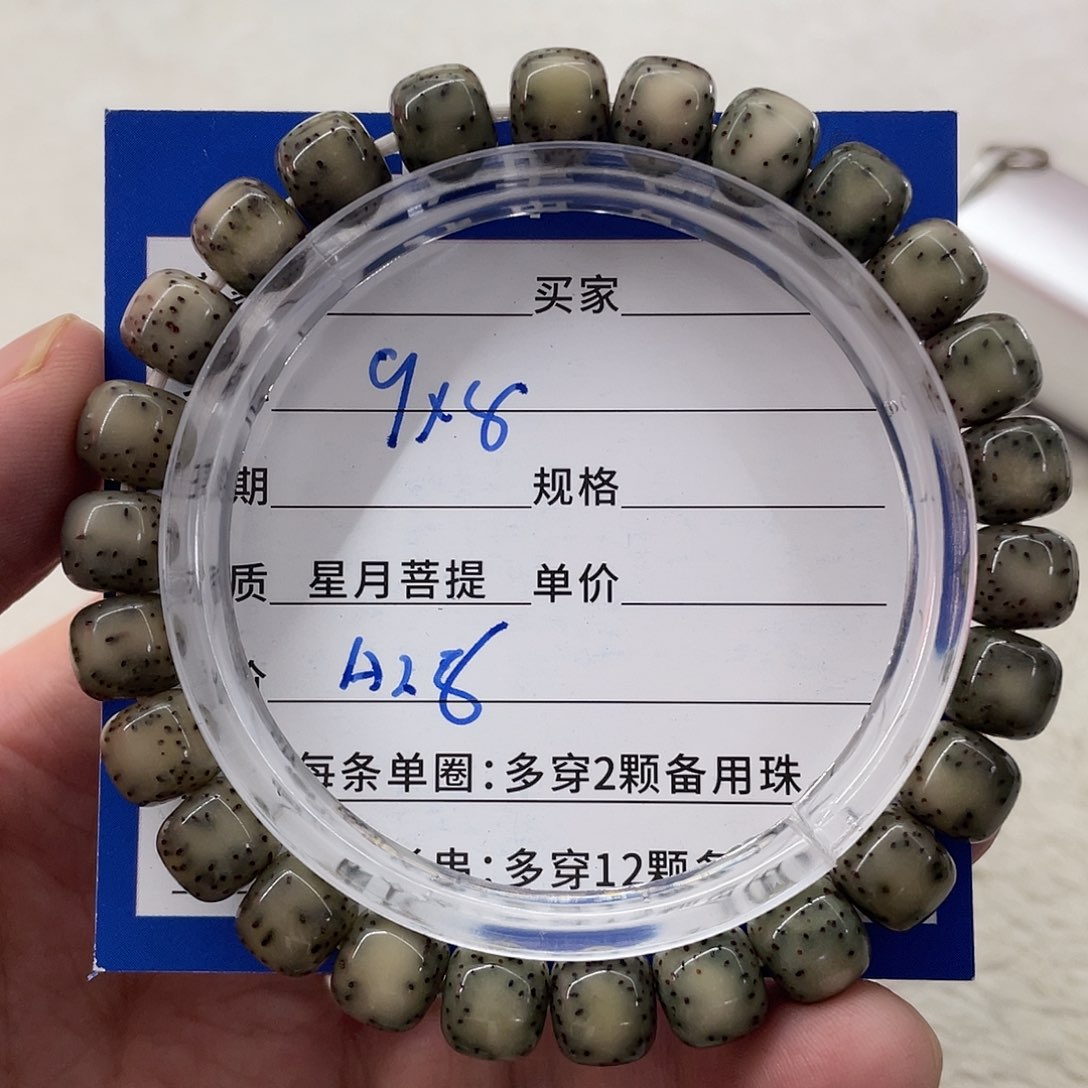 买家
9x8
期 规格
质 星月菩提 单价
A28
每条单圈：多穿2颗备用珠
串：多穿12颗备